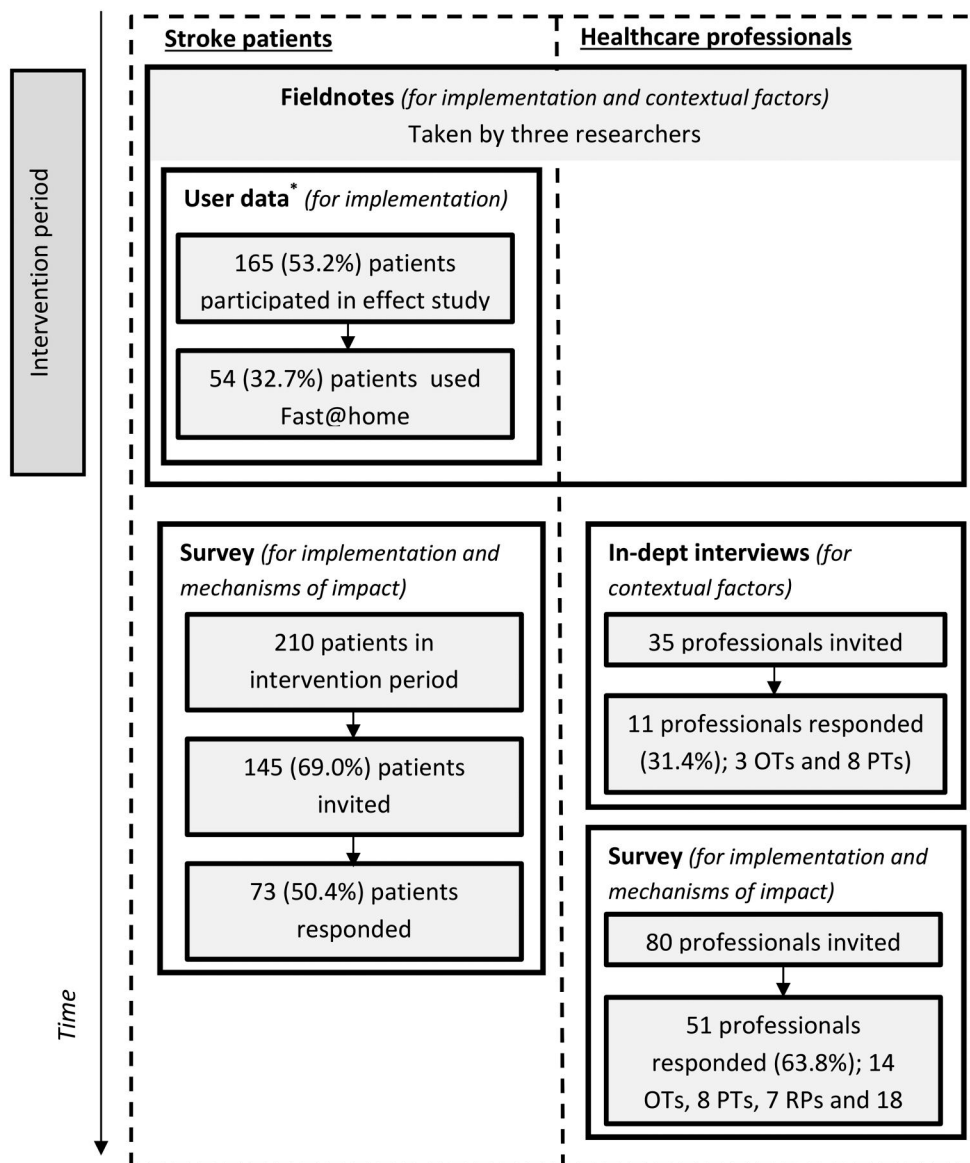 Stroke patients
Healthcare professionals
Intervention period
Fieldnotes (for implementation and contextual factors)
Taken by three researchers
User data* (for implementation)
165 (53.2%) patients
participated in effect study
54 (32.7%) patients used
Fast@home
Survey (for implementation and
mechanisms of impact)
210 patients in
intervention period
145 (69.0%) patients
invited
73 (50.4%) patients
responded
In-dept interviews (for
contextual factors)
35 professionals invited
11 professionals responded
(31.4%; 3 OTs and 8 PTs)
Survey (for implementation and
mechanisms of impact)
80 professionals invited
51 professionals
responded (63.8%); 14
OTs, 8 PTs, 7 RPs and 18
Time